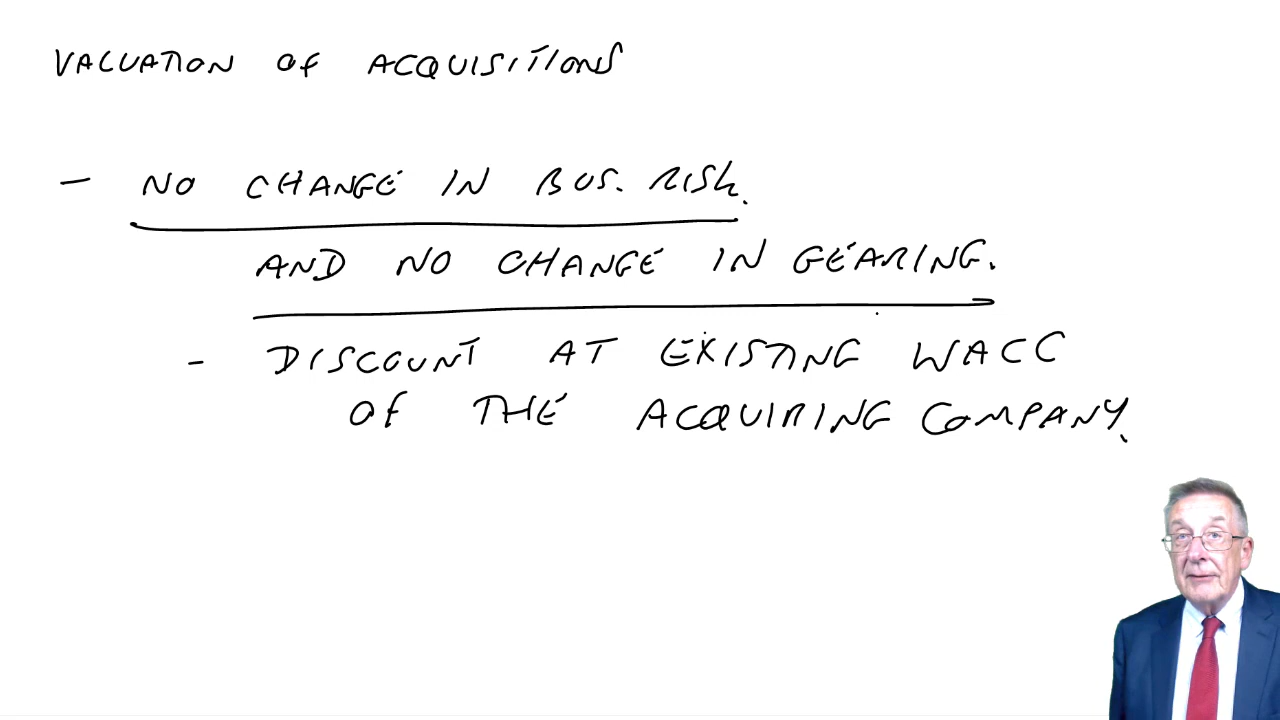 VALUATION OF ACQUISITIONS
- NO CHANGE IN BUS. RISK.
AND NO CHANGE IN GEARING.
- DISCOUNT AT EXISTING WACC
OF THE ACQUIRING COMPANY.